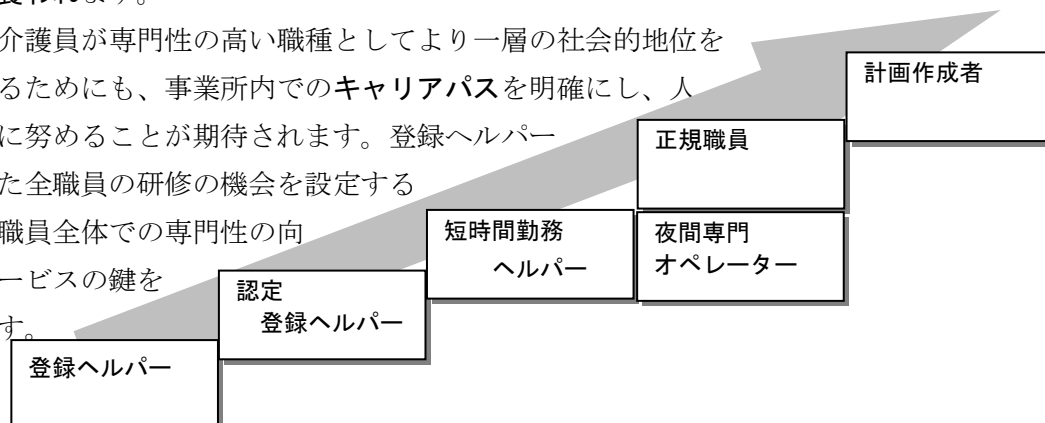 われます。
介護員が専門性の高い職種としてより一層の社会的地位を
るためにも、事業所内でのキャリアパスを明確にし、人
に努めることが期待されます。登録ヘルパー
た全職員の研修の機会を設定する
職員全体での専門性の向
ービスの鍵を
す。
計画作成者
正規職員
短時間勤務
ヘルパー
夜間専門
オペレーター
認定
登録ヘルパー
登録ヘルパー